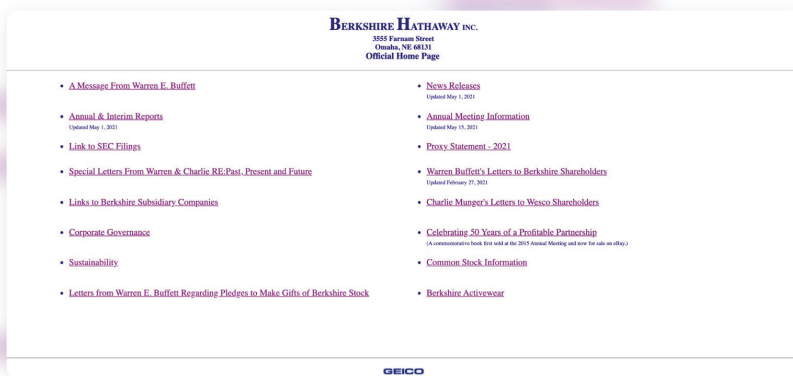 BERKSHIRE HATHAWAY INC.
3555 Farnam Street
Omaha, NE 68131
Official Home Page
A Message From Warren E. Buffett
News Releases
Updated May 1, 2021
Annual & Interim Reports
Updated May 1, 2021
Annual Meeting Information
Updated May 15, 2021
Link to SEC Filings
Proxy Statement - 2021
Special Letters From Warren & Charlie RE:Past, Present and Future
Warren Buffett's Letters to Berkshire Shareholders
Updated February 27, 2021
Links to Berkshire Subsidiary Companies
Charlie Munger's Letters to Wesco Shareholders
Corporate Governance
Celebrating 50 Years of a Profitable Partnership
(A commemorative book first sold at the 2015 Annual Meeting and now for sale on eBay.)
Sustainability
Common Stock Information
Letters from Warren E. Buffett Regarding Pledges to Make Gifts of Berkshire Stock
Berkshire Activewear
GEICO